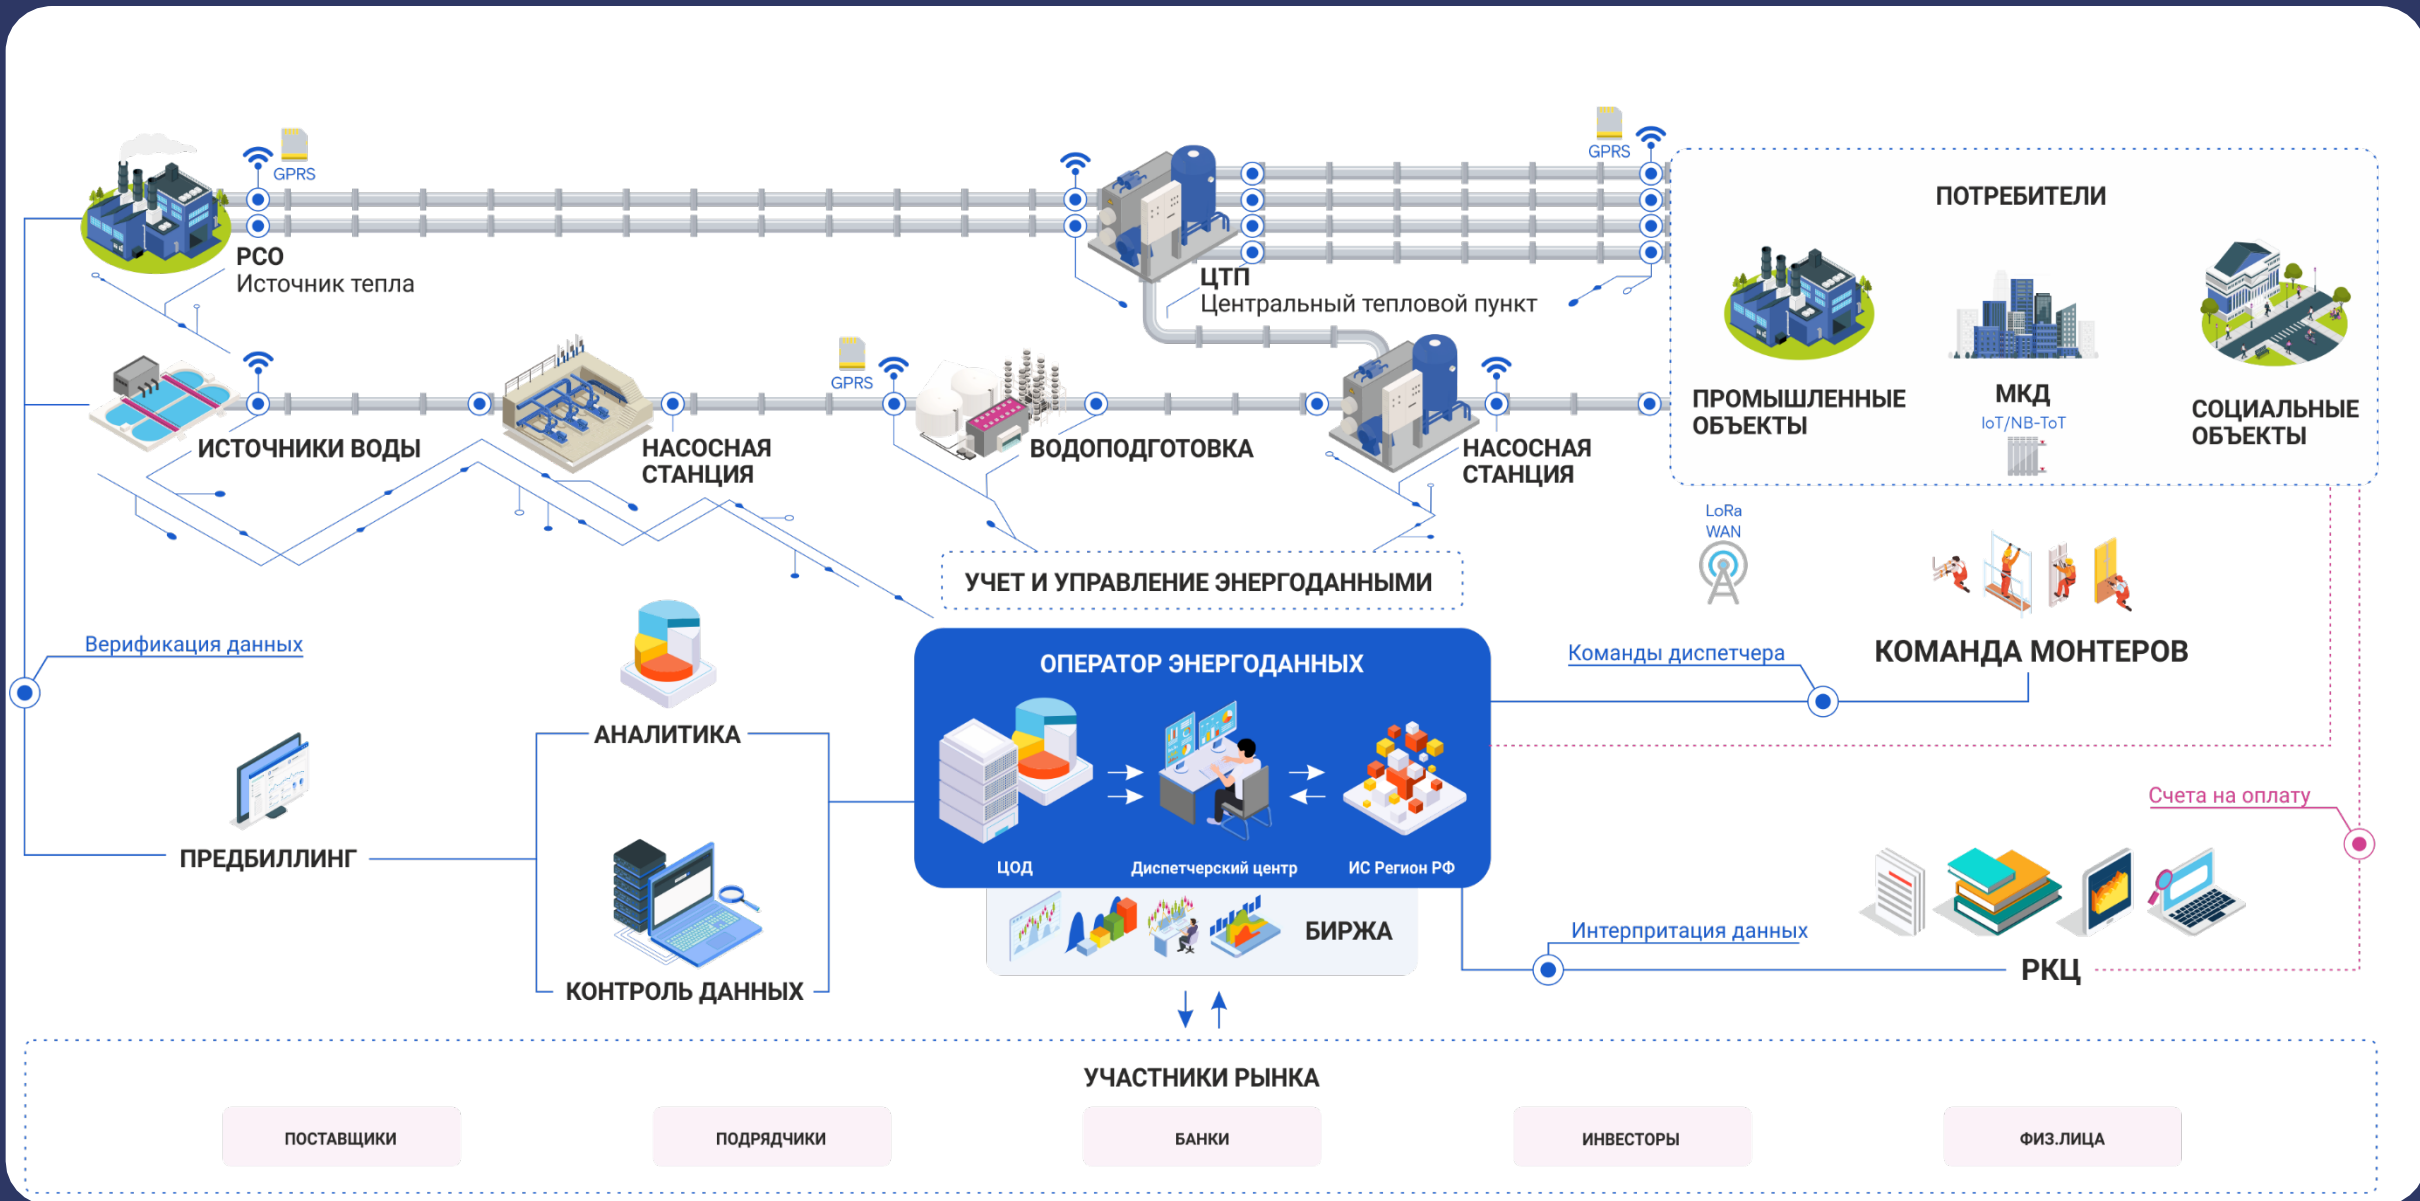 GPRS
GPRS
ПОТРЕБИТЕЛИ
РСО
Источник тепла
ЦТП
Центральный тепловой пункт
GPRS
ПРОМЫШЛЕННЫЕ
ОБЪЕКТЫ
МКД
IoT/NB-ToT
СОЦИАЛЬНЫЕ
ОБЪЕКТЫ
ИСТОЧНИКИ ВОДЫ
НАСОСНАЯ
СТАНЦИЯ
ВОДОПОДГОТОВКА
НАСОСНАЯ
СТАНЦИЯ
LoRa
WAN
УЧЕТ И УПРАВЛЕНИЕ ЭНЕРГОДАННЫМИ
Верификация данных
ОПЕРАТОР ЭНЕРГОДАННЫХ
Команды диспетчера
КОМАНДА МОНТЕРОВ
АНАЛИТИКА
Счета на оплату
ПРЕДБИЛЛИНГ
ЦОД
Диспетчерский центр
ИС Регион РФ
БИРЖА
Интерпритация данных
РКЦ
КОНТРОЛЬ ДАННЫХ
УЧАСТНИКИ РЫНКА
ПОСТАВЩИКИ
ПОДРЯДЧИКИ
БАНКИ
ИНВЕСТОРЫ
ФИЗ.ЛИЦА